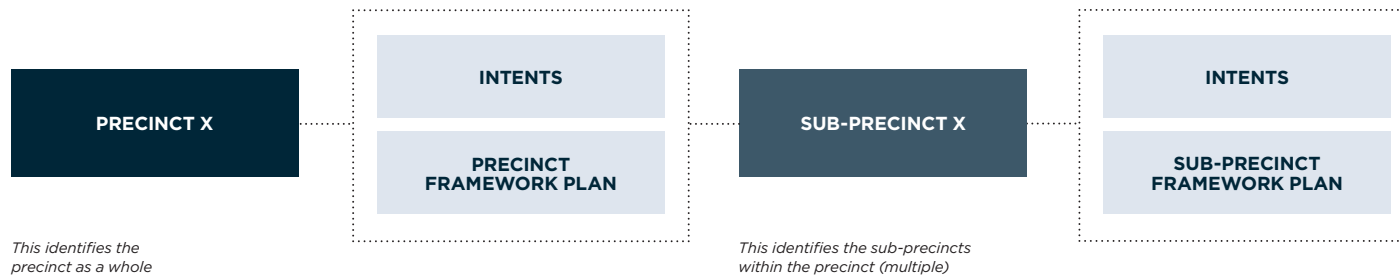 PRECINCT X
INTENTS
PRECINCT
FRAMEWORK PLAN
SUB-PRECINCT X
INTENTS
SUB-PRECINCT
FRAMEWORK PLAN
This identifies the
precinct as a whole
This identifies the sub-precincts
within the precinct (multiple)